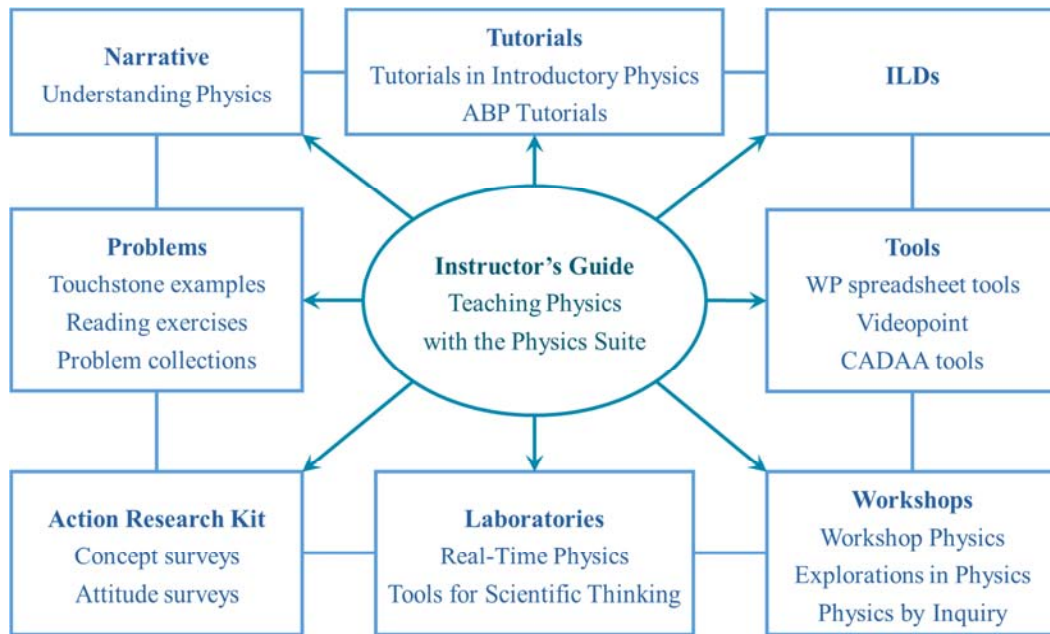 Narrative
Understanding Physics
Tutorials
Tutorials in Introductory Physics
ABP Tutorials
ILDs
Problems
Touchstone examples
Reading exercises
Problem collections
Instructor’s Guide
Teaching Physics
with the Physics Suite
Tools
WP spreadsheet tools
Videopoint
CADAA tools
Action Research Kit
Concept surveys
Attitude surveys
Laboratories
Real-Time Physics
Tools for Scientific Thinking
Workshops
Workshop Physics
Explorations in Physics
Physics by Inquiry